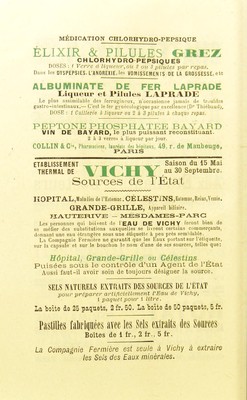 MÉDICATION CHLORHYDRO-PEPSIQUE
ÉLIXIR & PILULES GREZ
CHLORHYDRO-PEPSIQUES
DOSES: 1 Verre à liqueur, ou 2 ou 3 pilules par repas.
Dans les DYSPEPSIES, L'ANOREXIE, les VOMISSEMENTS DE LA GROSSESSE, etc
ALBUMINATE DE FER LAPRADE
Liqueur et Pilules LAPRADE
Le plus assimilable des ferrugineux, n'occasionne jamais de troubles
gastro-intestinaux. — C'est le fer gynécologique par excellence (Dr Thiébaud).
DOSE: 1 Cuillerée à liqueur ou 2 à 3 pilules à chaque repas.
PEPTONE PHOSPHATÉE BAYARD
VIN DE BAYARD, le plus puissant reconstituant.
2 à 3 verres à liqueur par jour.
COLLIN & Cie, Pharmaciens, lauréats des hôpitaux, 49, r. de Maubeuge,
PARIS
ETABLISSEMENT
THERMAL DE
VICHY
Saison du 15 Mai
au 30 Septembre.
Sources de l'État
HOPITAL, Maladies de l'Estomac, CÉLESTINS, Estomac, Reins, Vessie,
GRANDE-GRILLE, Appareil biliaire.
HAUTERIVE — MESDAMES-PARC
Les personnes qui boivent de l'EAU DE VICHY feront bien de
se méfier des substitutions auxquelles se livrent certains commerçants,
donnant une eau étrangère sous une étiquette à peu près semblable.
La Compagnie Fermière ne garantit que les Eaux portant sur l'étiquette,
sur la capsule et sur le bouchon le nom d'une de ses sources, telles que:
Hôpital, Grande-Grille ou Célestins
Puisées sous le contrôle d'un Agent de l'État
Aussi faut-il avoir soin de toujours désigner la source.
SELS NATURELS EXTRAITS DES SOURCES DE L'ÉTAT
pour préparer artificiellement l'Eau de Vichy,
1 paquet pour 1 litre.
La boîte de 25 paquets, 2 fr. 50. La boîte de 50 paquets, 5 fr.
Pastilles fabriquées avec les Sels extraits des Sources
Boîtes de 1 fr., 2 fr., 5 fr.
La Compagnie Fermière est seule à Vichy à extraire
les Sels des Eaux minérales.